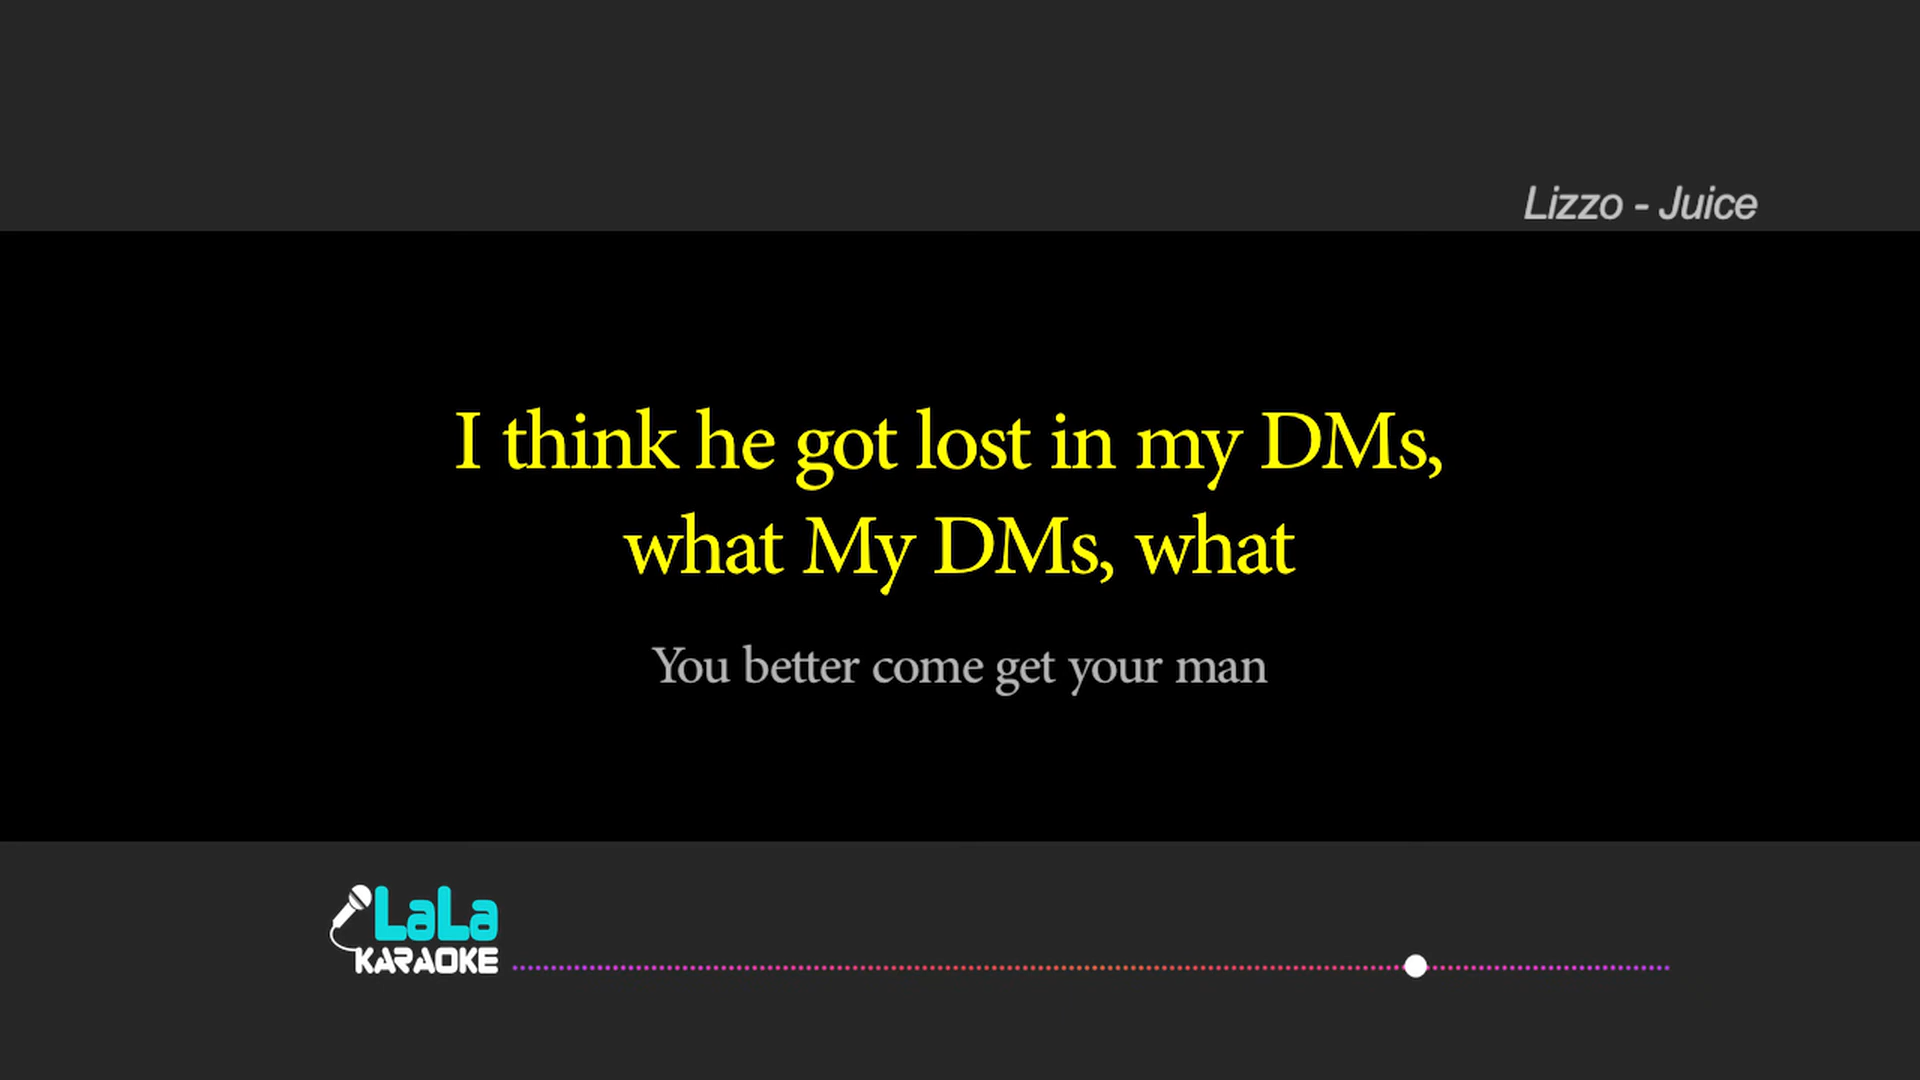 Lizzo - Juice
I think he got lost in my DMs,
what My DMs, what
You better come get your man
LaLa
KARAOKE